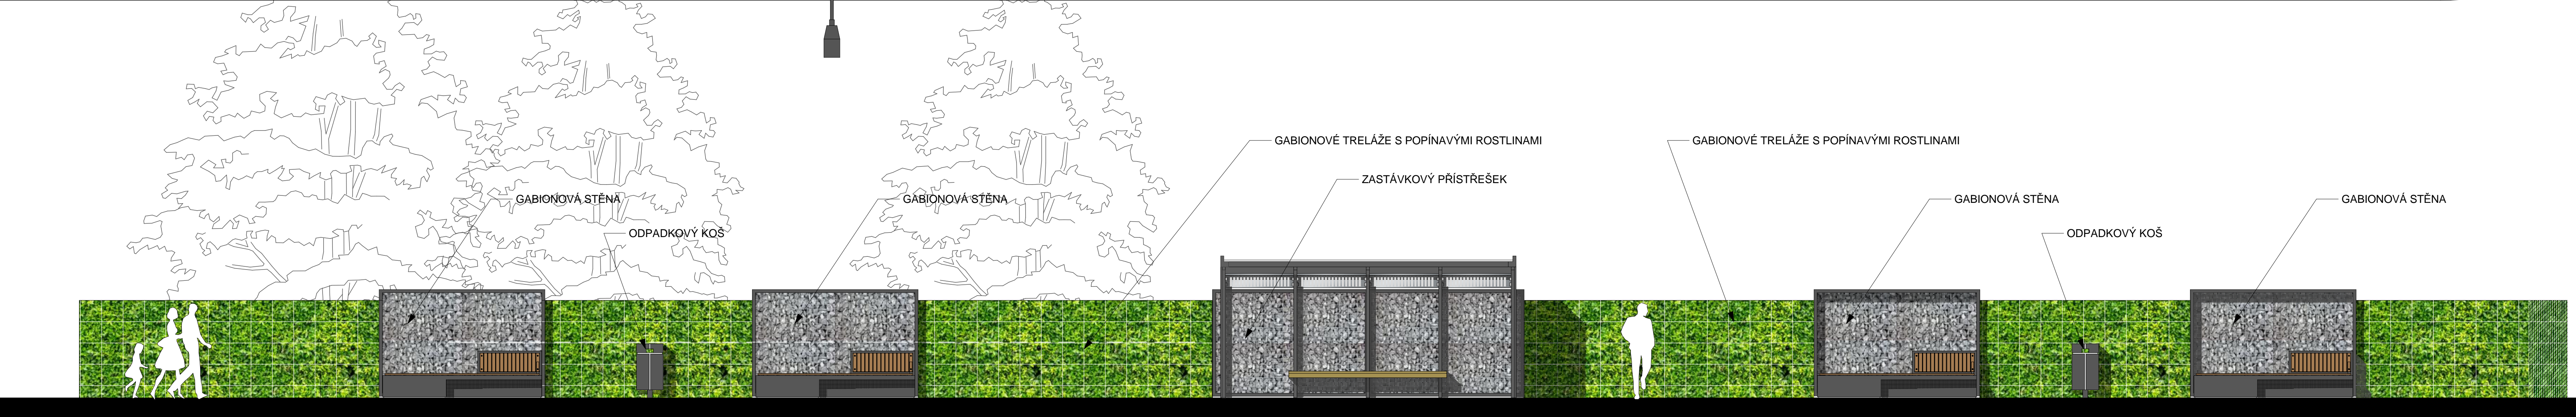 GABIONOVÉ TRELÁŽE S POPÍNAVÝMI ROSTLINAMI
GABIONOVÉ TRELÁŽE S POPÍNAVÝMI ROSTLINAMI
ZASTÁVKOVÝ PŘÍSTŘEŠEK
GABIONOVÁ STĚNA
GABIONOVÁ STĚNA
GABIONOVÁ STĚNA
GABIONOVÁ STĚNA
ODPADKOVÝ KOŠ
ODPADKOVÝ KOŠ